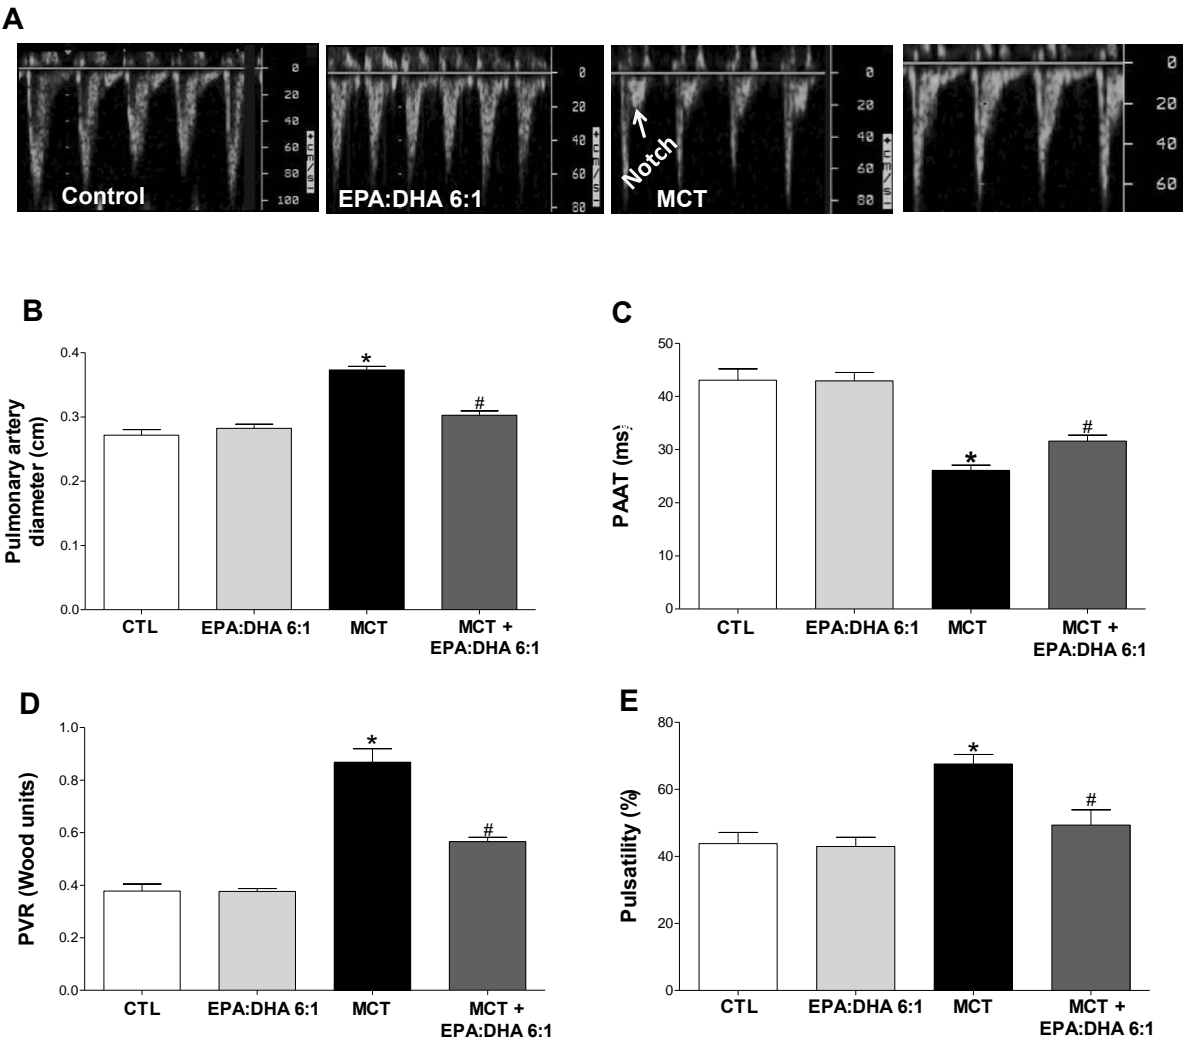 A
0
20
40
60
80
100
+
cm/s
-
Control
0
20
40
60
80
+
cm/s
-
EPA:DHA 6:1
0
20
40
60
80
+
cm/s
-
Notch
MCT
0
20
40
60
B
Pulmonary artery
diameter (cm)
0.4
0.3
0.2
0.1
0.0
*
#
CTL
EPA:DHA 6:1
MCT
MCT +
EPA:DHA 6:1
C
PAAT (ms)
50
40
30
20
10
0
*
#
CTL
EPA:DHA 6:1
MCT
MCT +
EPA:DHA 6:1
D
PVR (Wood units)
1.0
0.8
0.6
0.4
0.2
0.0
*
#
CTL
EPA:DHA 6:1
MCT
MCT +
EPA:DHA 6:1
E
Pulsatility (%)
80
60
40
20
0
*
#
CTL
EPA:DHA 6:1
MCT
MCT +
EPA:DHA 6:1